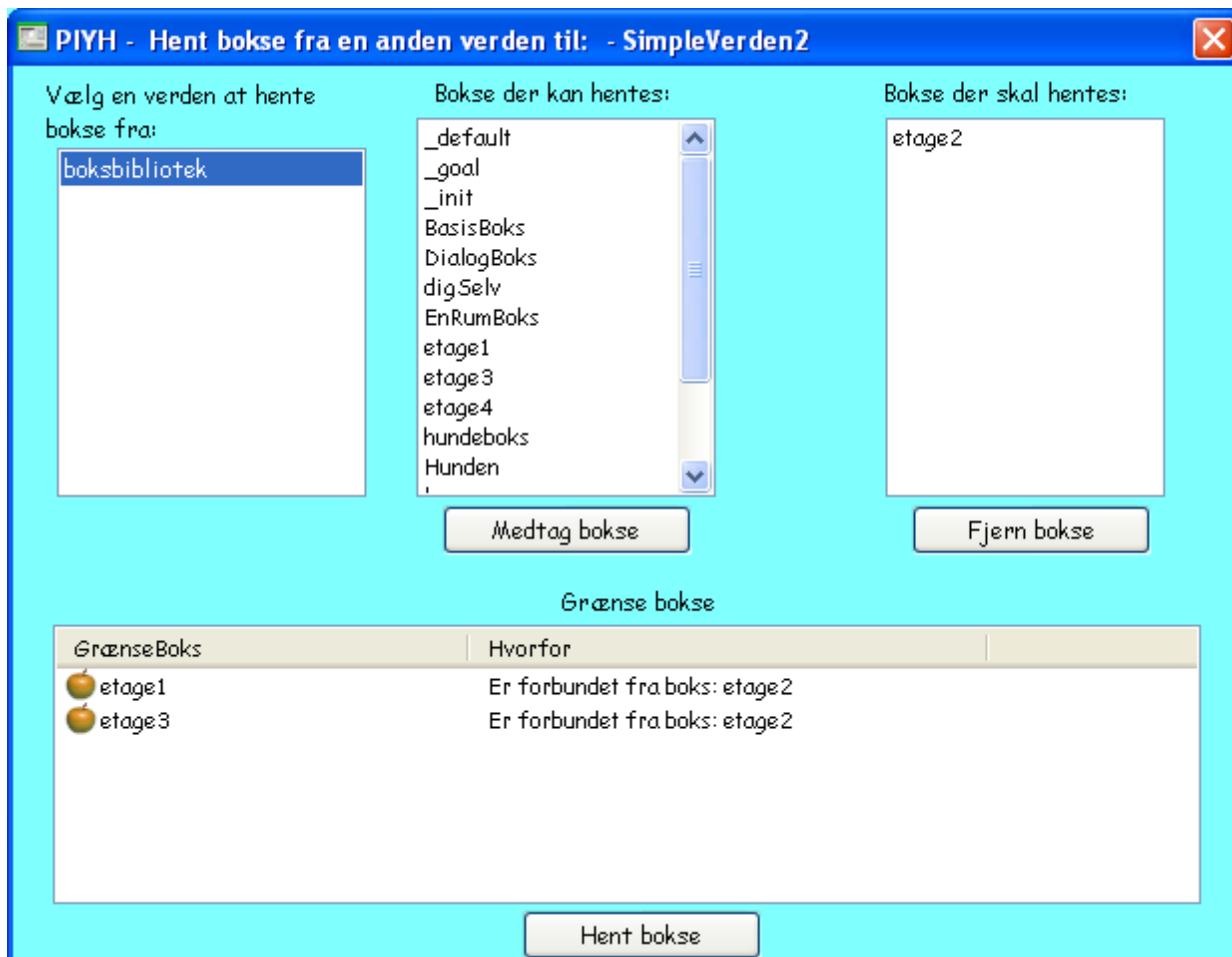 PIYH - Hent bokse fra en anden verden til: - SimpleVerden2
Vælg en verden at hente
bokse fra:
boksbibliotek
Bokse der kan hentes:
_default
_goal
_init
BasisBoks
DialogBoks
digSelv
EnRumBoks
etage1
etage3
etage4
hundeboks
Hunden
Medtag bokse
Bokse der skal hentes:
etage2
Fjern bokse
Grænse bokse
GrænseBoks Hvorfor
etage1 Er forbundet fra boks: etage2
etage3 Er forbundet fra boks: etage2
Hent bokse